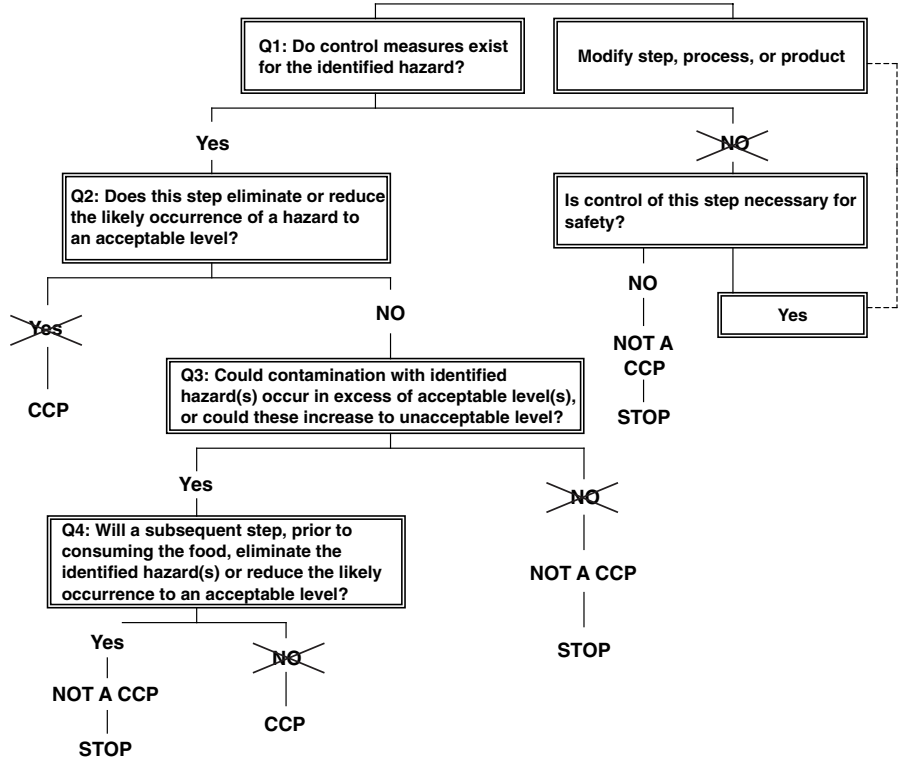 Q1: Do control measures exist
for the identified hazard?
Modify step, process, or product
Yes
NO
Q2: Does this step eliminate or reduce
the likely occurrence of a hazard to
an acceptable level?
Is control of this step necessary for
safety?
NO
Yes
NOT A
CCP
STOP
Yes
NO
CCP
Q3: Could contamination with identified
hazard(s) occur in excess of acceptable level(s),
or could these increase to unacceptable level?
Yes
NO
Q4: Will a subsequent step, prior to
consuming the food, eliminate the
identified hazard(s) or reduce the likely
occurrence to an acceptable level?
NOT A CCP
STOP
Yes
NO
NOT A CCP
CCP
STOP